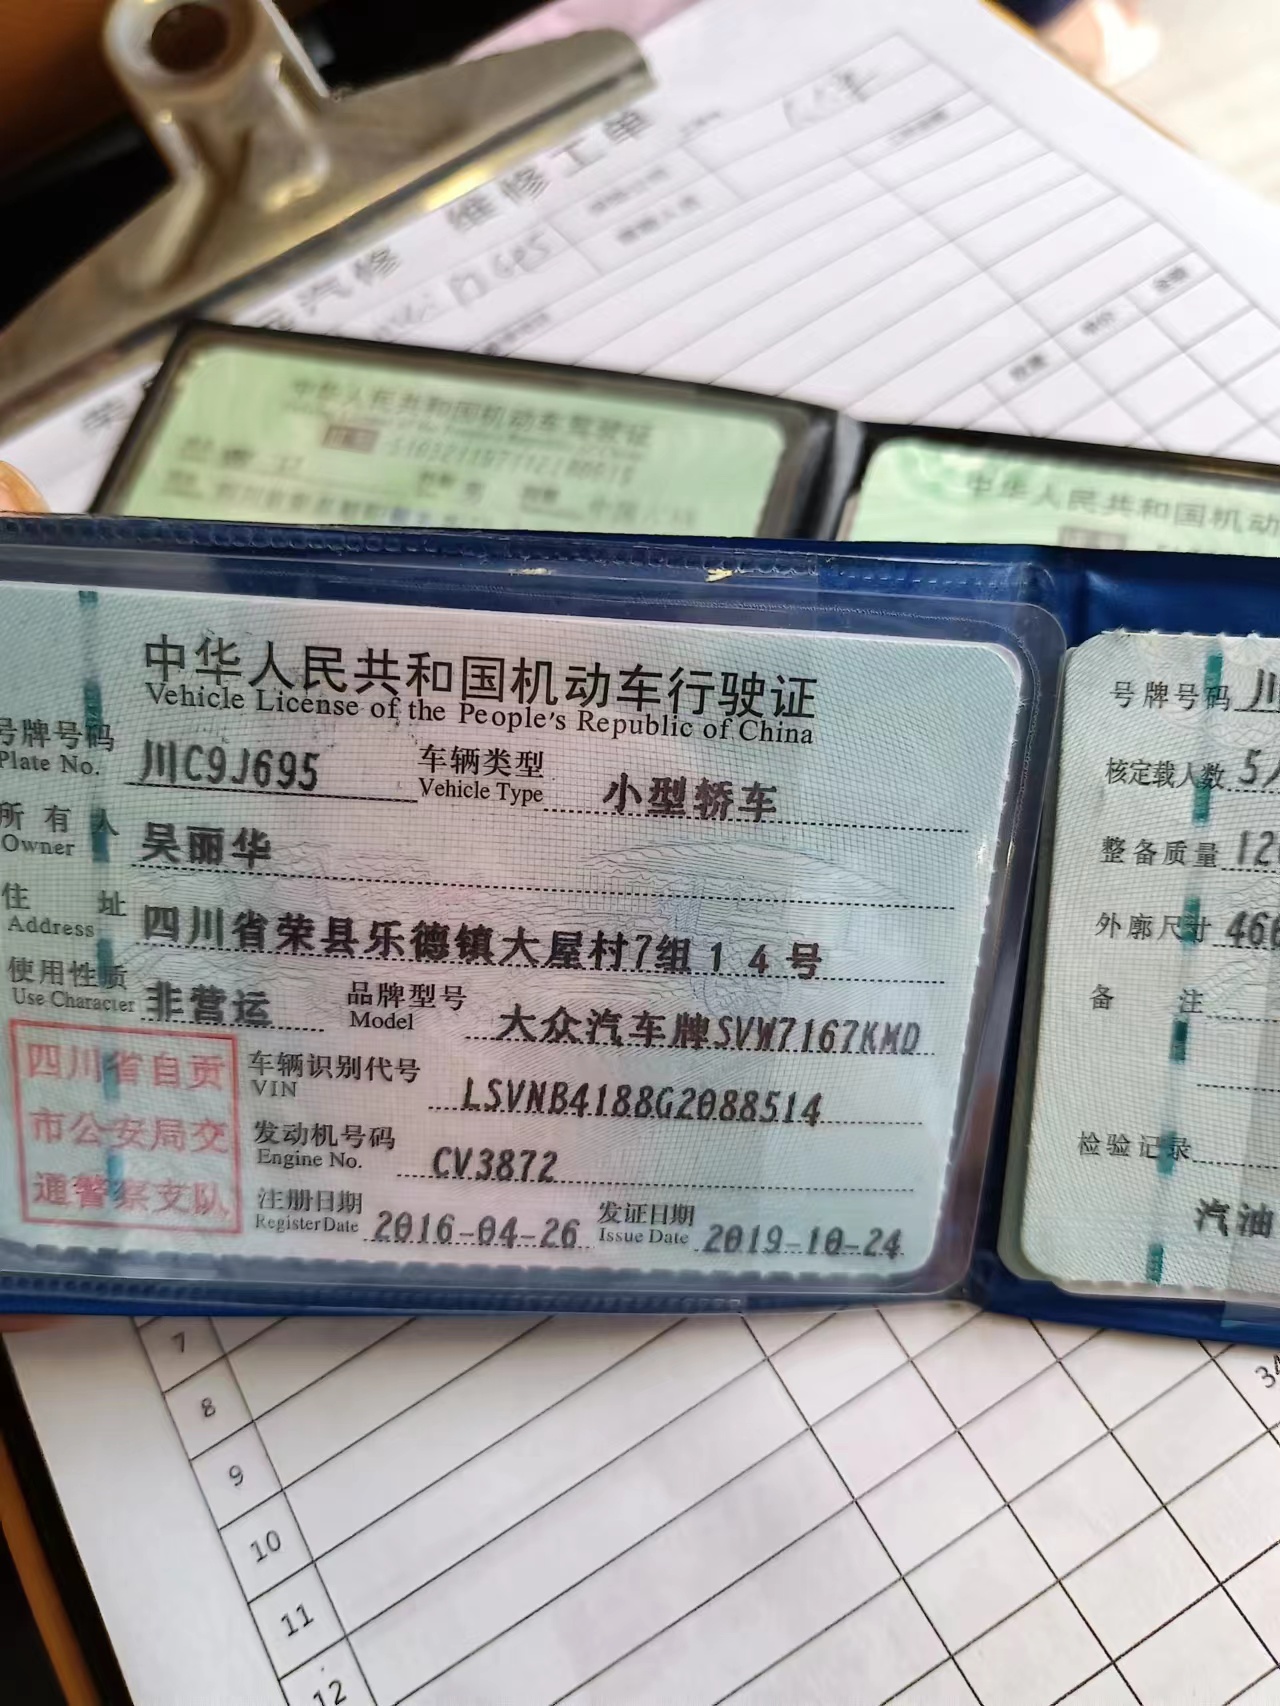 汽修 维修工单
中华人民共和国机动车驾驶证
中华人民共和国机动
中华人民共和国机动车行驶证
Vehicle License of the People's Republic of China
号牌号码 川C9J695 车辆类型 小型轿车
Plate No. Vehicle Type
所有人 吴丽华
Owner
住址 四川省荣县乐德镇大屋村7组14号
Address
使用性质 非营运 品牌型号 大众汽车牌SVW7167KMD
Use Character Model
四川省自贡
市公安局交
通警察支队
车辆识别代号 LSVNB4188G2088514
VIN
发动机号码 CV3872
Engine No.
注册日期 2016-04-26 发证日期 2019-10-24
Register Date Issue Date
号牌号码 川
核定载人数 5人
整备质量 12
外廓尺寸 466
备注
检验记录
汽油
7
8
9
10
11
12